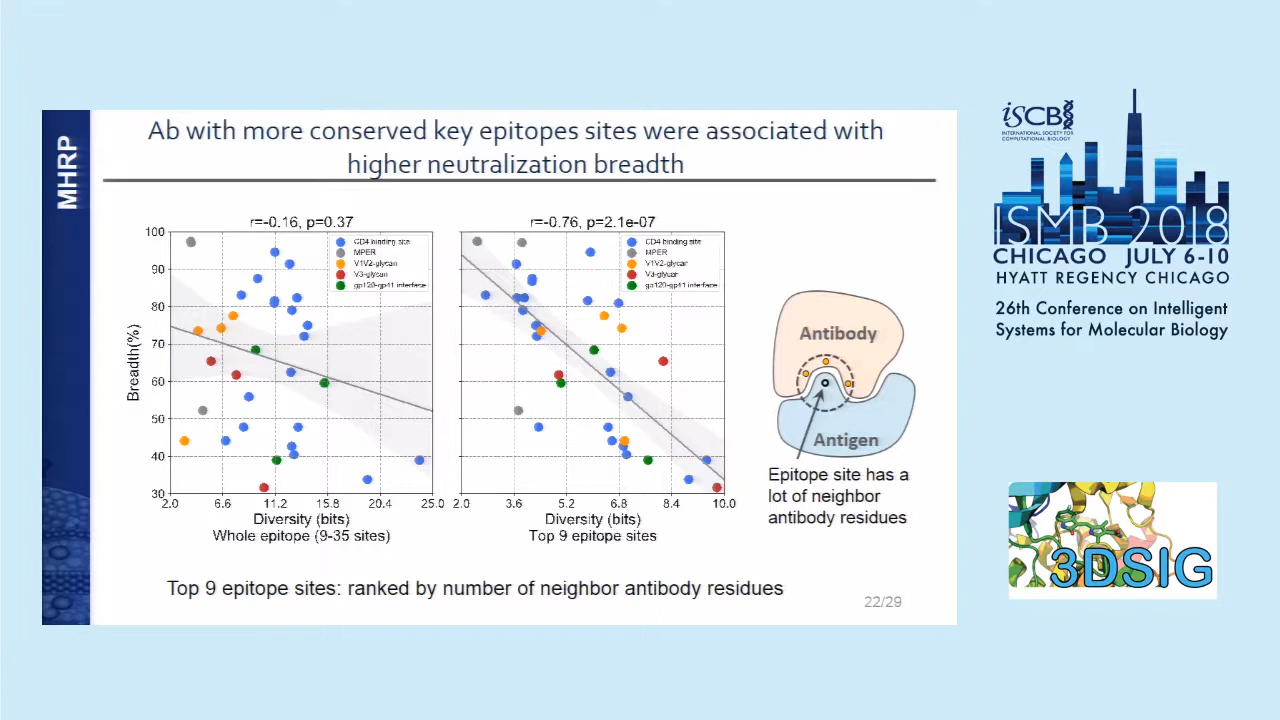 MHRP
Ab with more conserved key epitopes sites were associated with
higher neutralization breadth
r=-0.16, p=0.37
Breadth(%)
100
90
80
70
60
50
40
30
CD4 binding site
MPER
V1V2-glycan
V3-glycan
gp120-gp41 interface
2.0 6.6 11.2 15.8 20.4 25.0
Diversity (bits)
Whole epitope (9-35 sites)
r=-0.76, p=2.1e-07
CD4 binding site
MPER
V1V2-glycan
V3-glycan
gp120-gp41 interface
2.0 3.6 5.2 6.8 8.4 10.0
Diversity (bits)
Top 9 epitope sites
Antibody
Antigen
Epitope site has a
lot of neighbor
antibody residues
Top 9 epitope sites: ranked by number of neighbor antibody residues
22/29
iSCB
INTERNATIONAL SOCIETY FOR
COMPUTATIONAL BIOLOGY
ISMB 2018
CHICAGO JULY 6-10
HYATT REGENCY CHICAGO
26th Conference on Intelligent
Systems for Molecular Biology
3DSIG